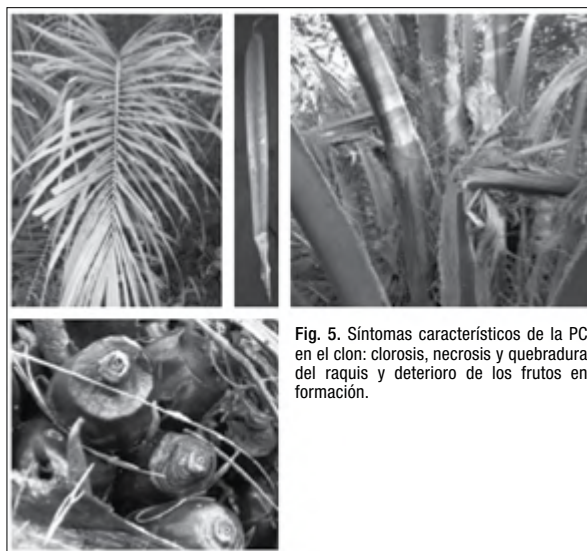 Fig. 5. Síntomas característicos de la PC
en el clon: clorosis, necrosis y quebradura
del raquis y deterioro de los frutos en
formación.